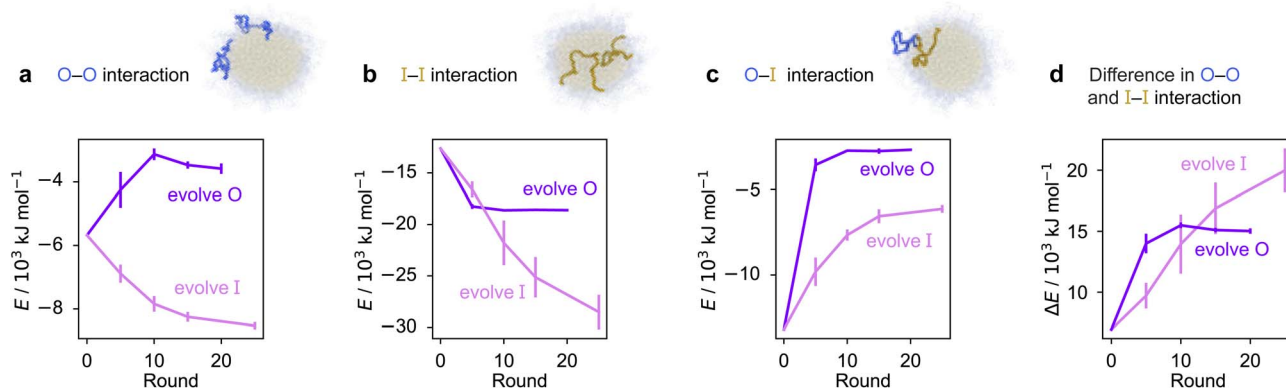 a O–O interaction
E / 10³ kJ mol⁻¹
−4
−6
−8
evolve O
evolve I
0 10 20
Round
b I–I interaction
E / 10³ kJ mol⁻¹
−15
−20
−25
−30
evolve O
evolve I
0 10 20
Round
c O–I interaction
E / 10³ kJ mol⁻¹
−5
−10
evolve O
evolve I
0 10 20
Round
d Difference in O–O
and I–I interaction
ΔE / 10³ kJ mol⁻¹
20
15
10
evolve I
evolve O
0 10 20
Round